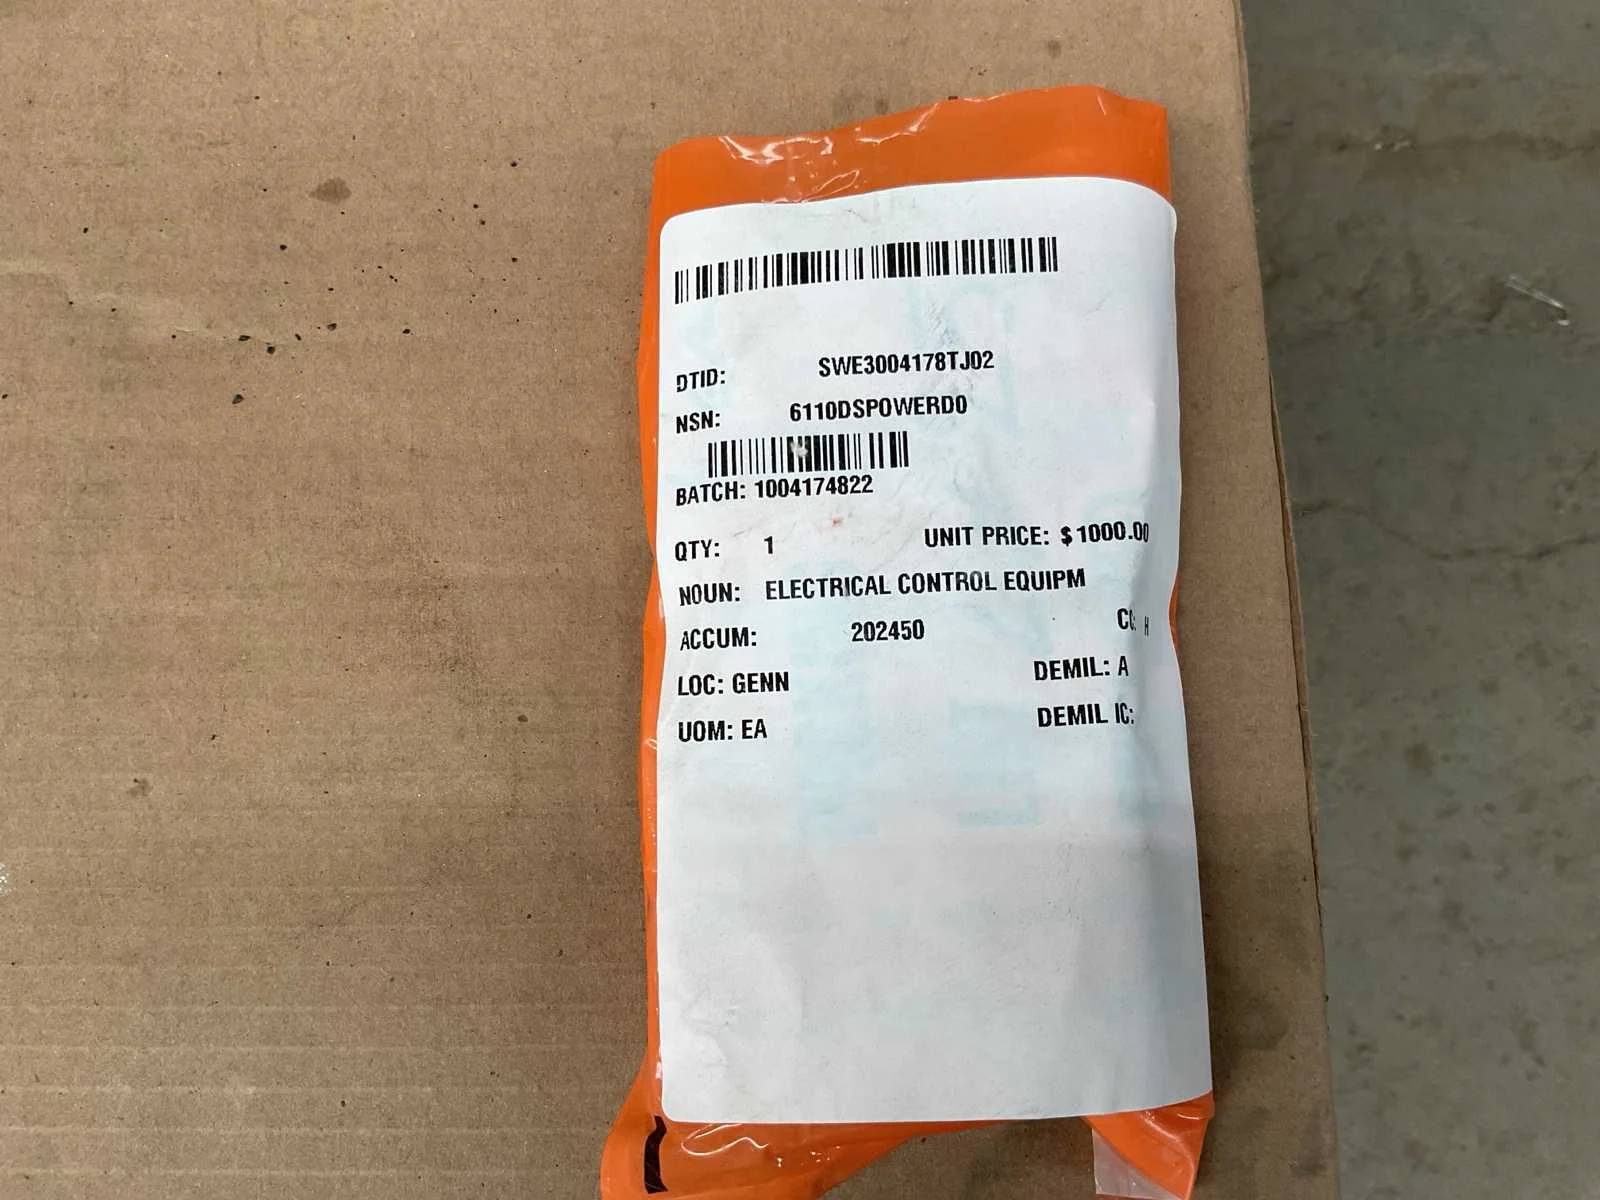 DTID: SWE3004178TJ02
NSN: 6110DSPOWERD0
BATCH: 1004174822
QTY: 1 UNIT PRICE: $1000.00
NOUN: ELECTRICAL CONTROL EQUIPM
ACCUM: 202450 CC: H
LOC: GENN DEMIL: A
UOM: EA DEMIL IC: